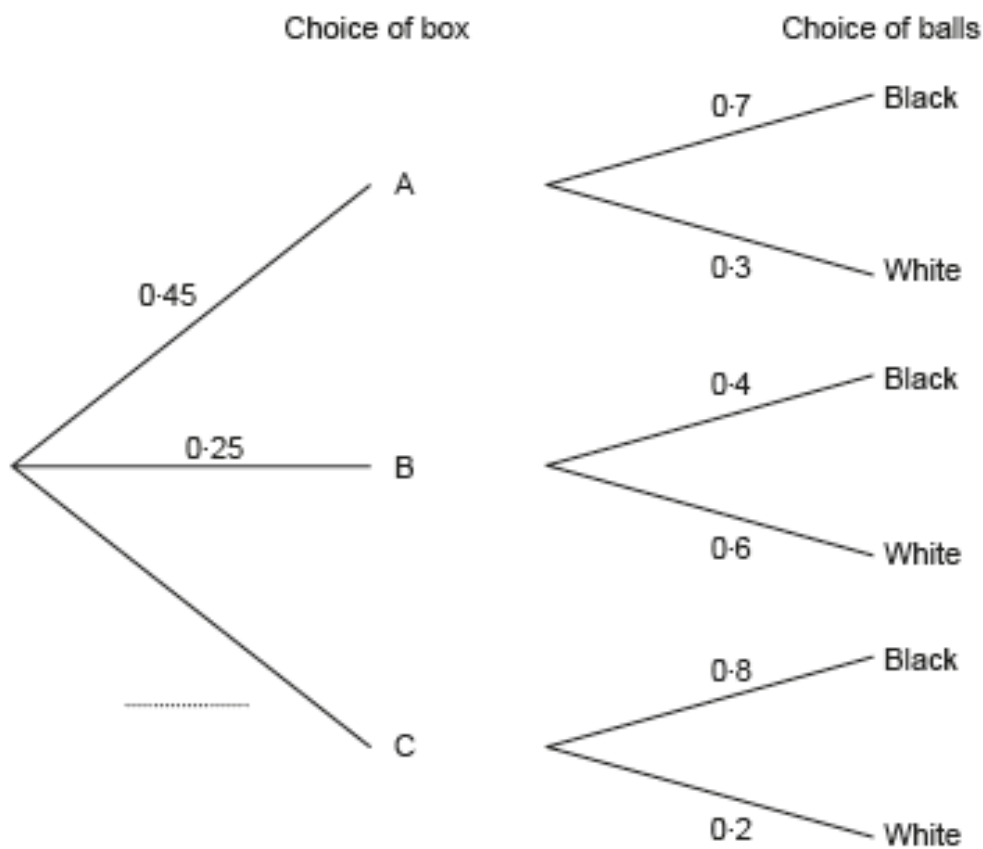 Choice of box Choice of balls
0·7 Black
A
0·3 White
0·45
0·4 Black
0·25
B
0·6 White
0·8 Black
C
0·2 White